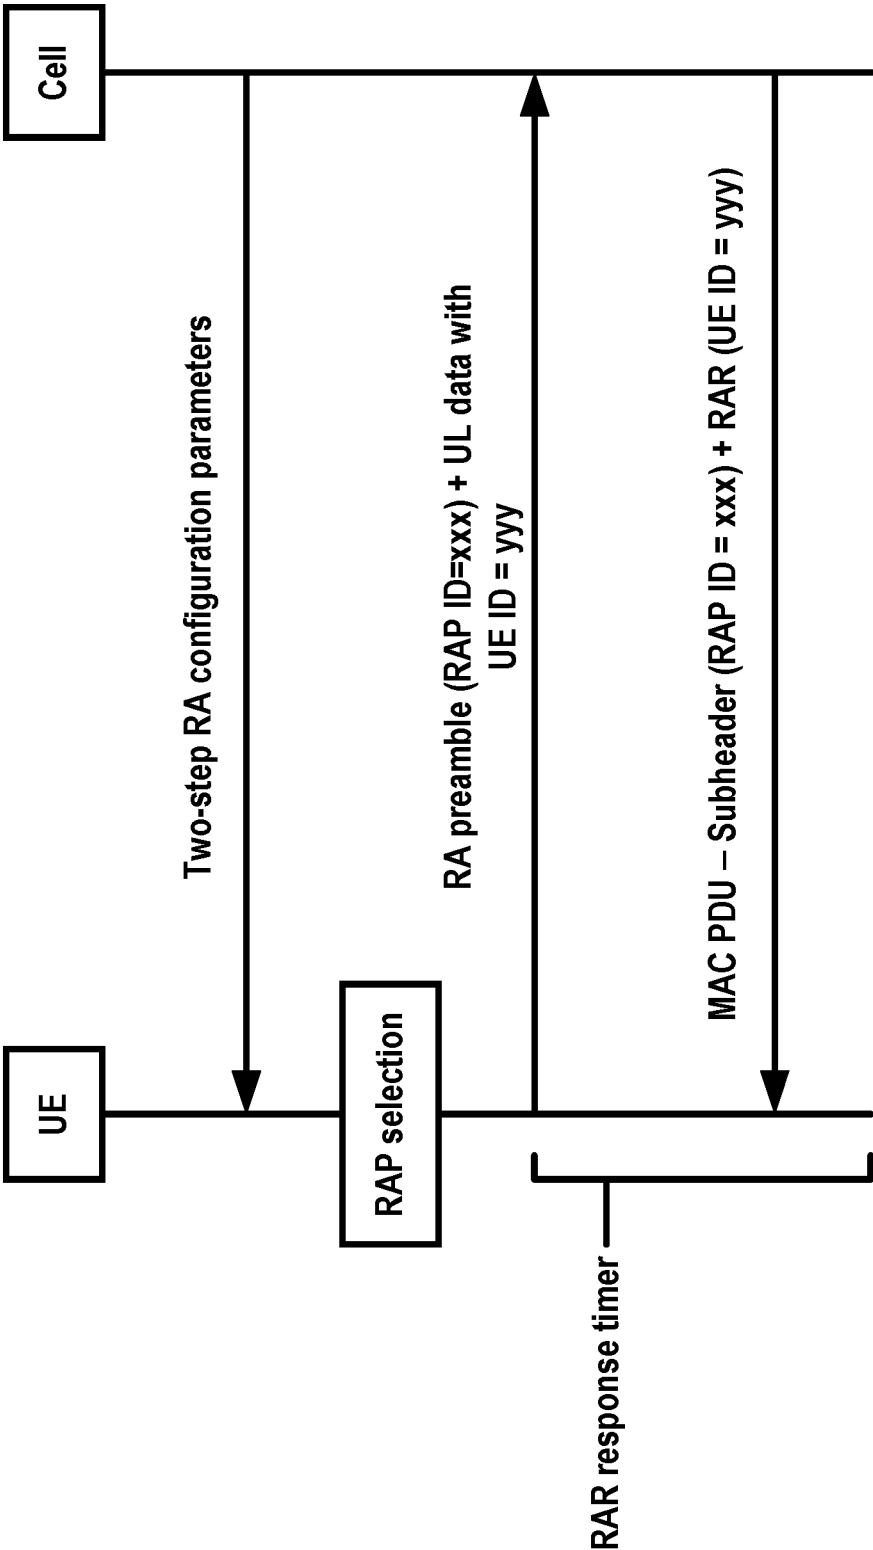 UE
Cell
Two-step RA configuration parameters
RAP selection
RA preamble (RAP ID=xxx) + UL data with
UE ID = yyy
RAR response timer
MAC PDU – Subheader (RAP ID = xxx) + RAR (UE ID = yyy)